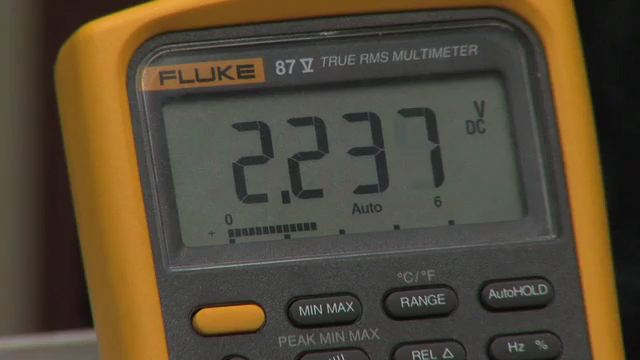 FLUKE 87 V TRUE RMS MULTIMETER
2.237 V DC
Auto 6
+ 0
°C/°F
MIN MAX RANGE AutoHOLD
PEAK MIN MAX
REL △ Hz %